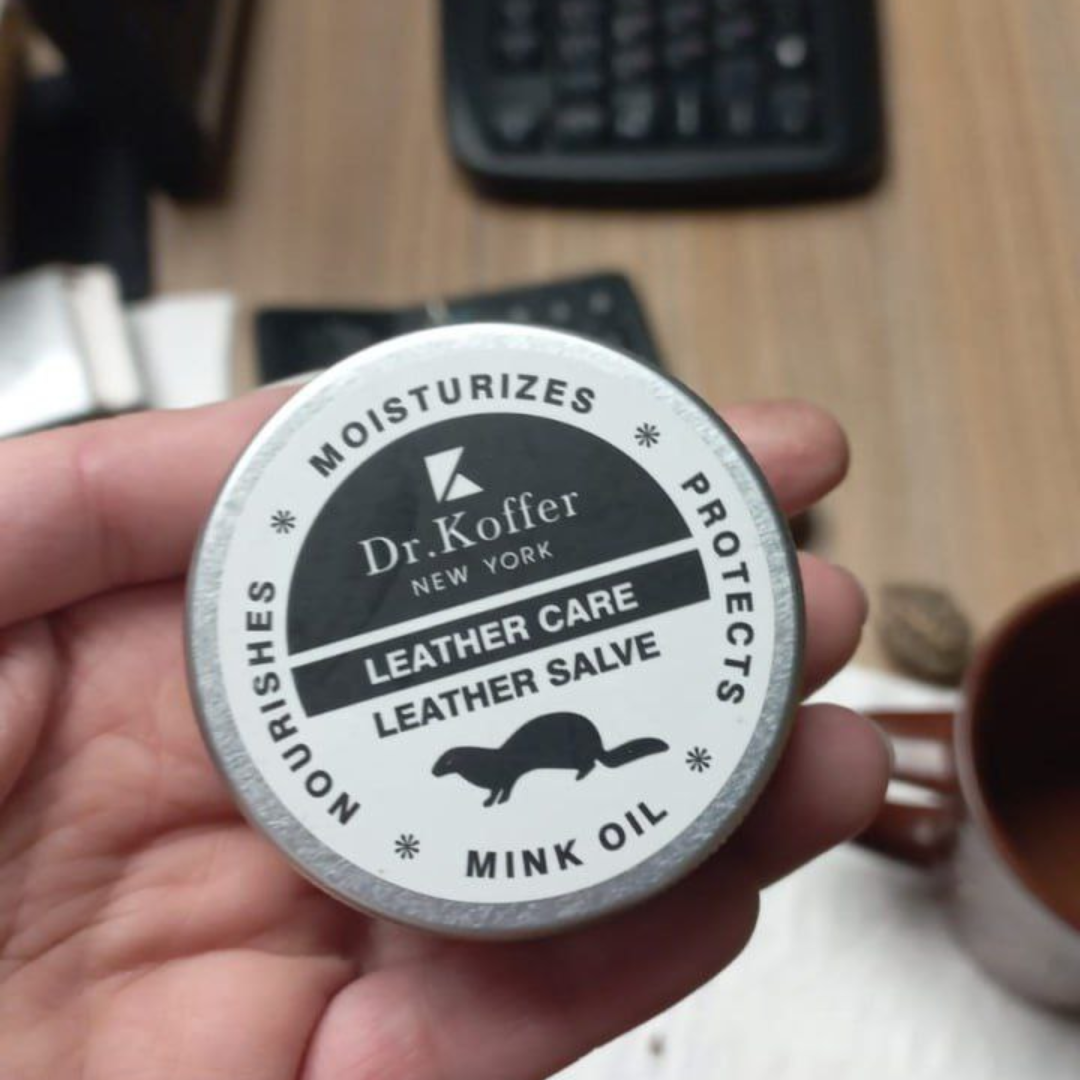 MOISTURIZES
PROTECTS
MINK OIL
NOURISHES
Dr.Koffer
NEW YORK
LEATHER CARE
LEATHER SALVE